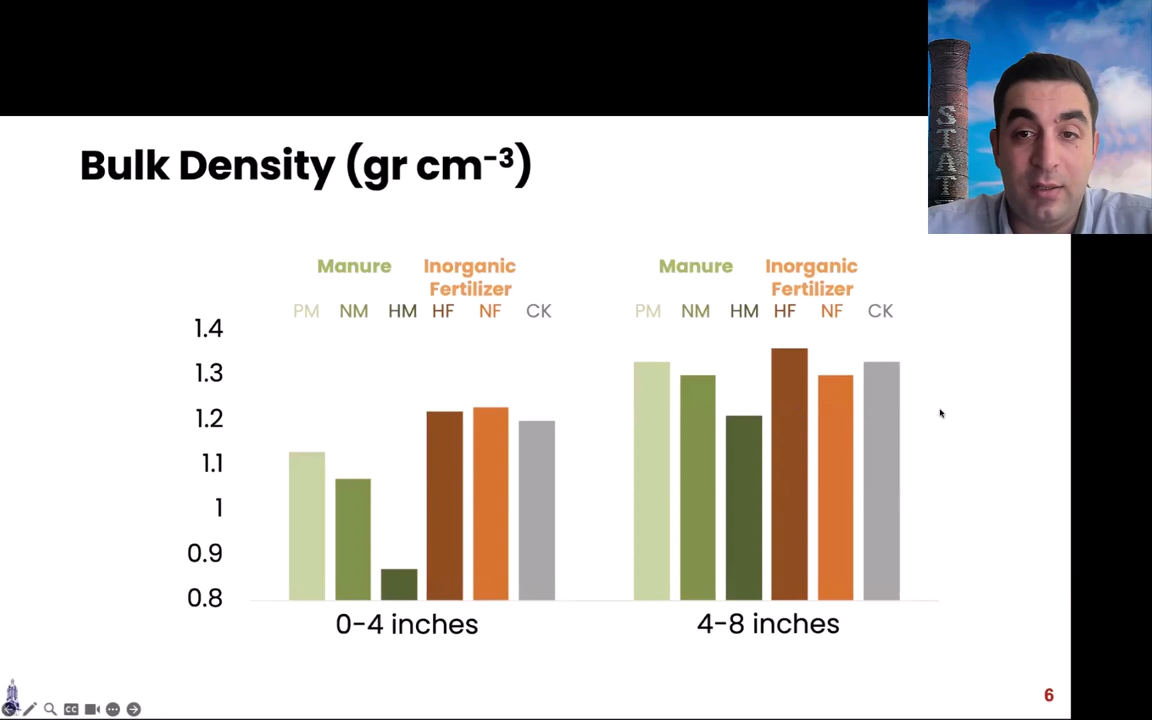 STAT
Bulk Density (gr cm⁻³)
Manure Inorganic Fertilizer
PM NM HM HF NF CK
Manure Inorganic Fertilizer
PM NM HM HF NF CK
1.4
1.3
1.2
1.1
1
0.9
0.8
0-4 inches
4-8 inches
CC
6